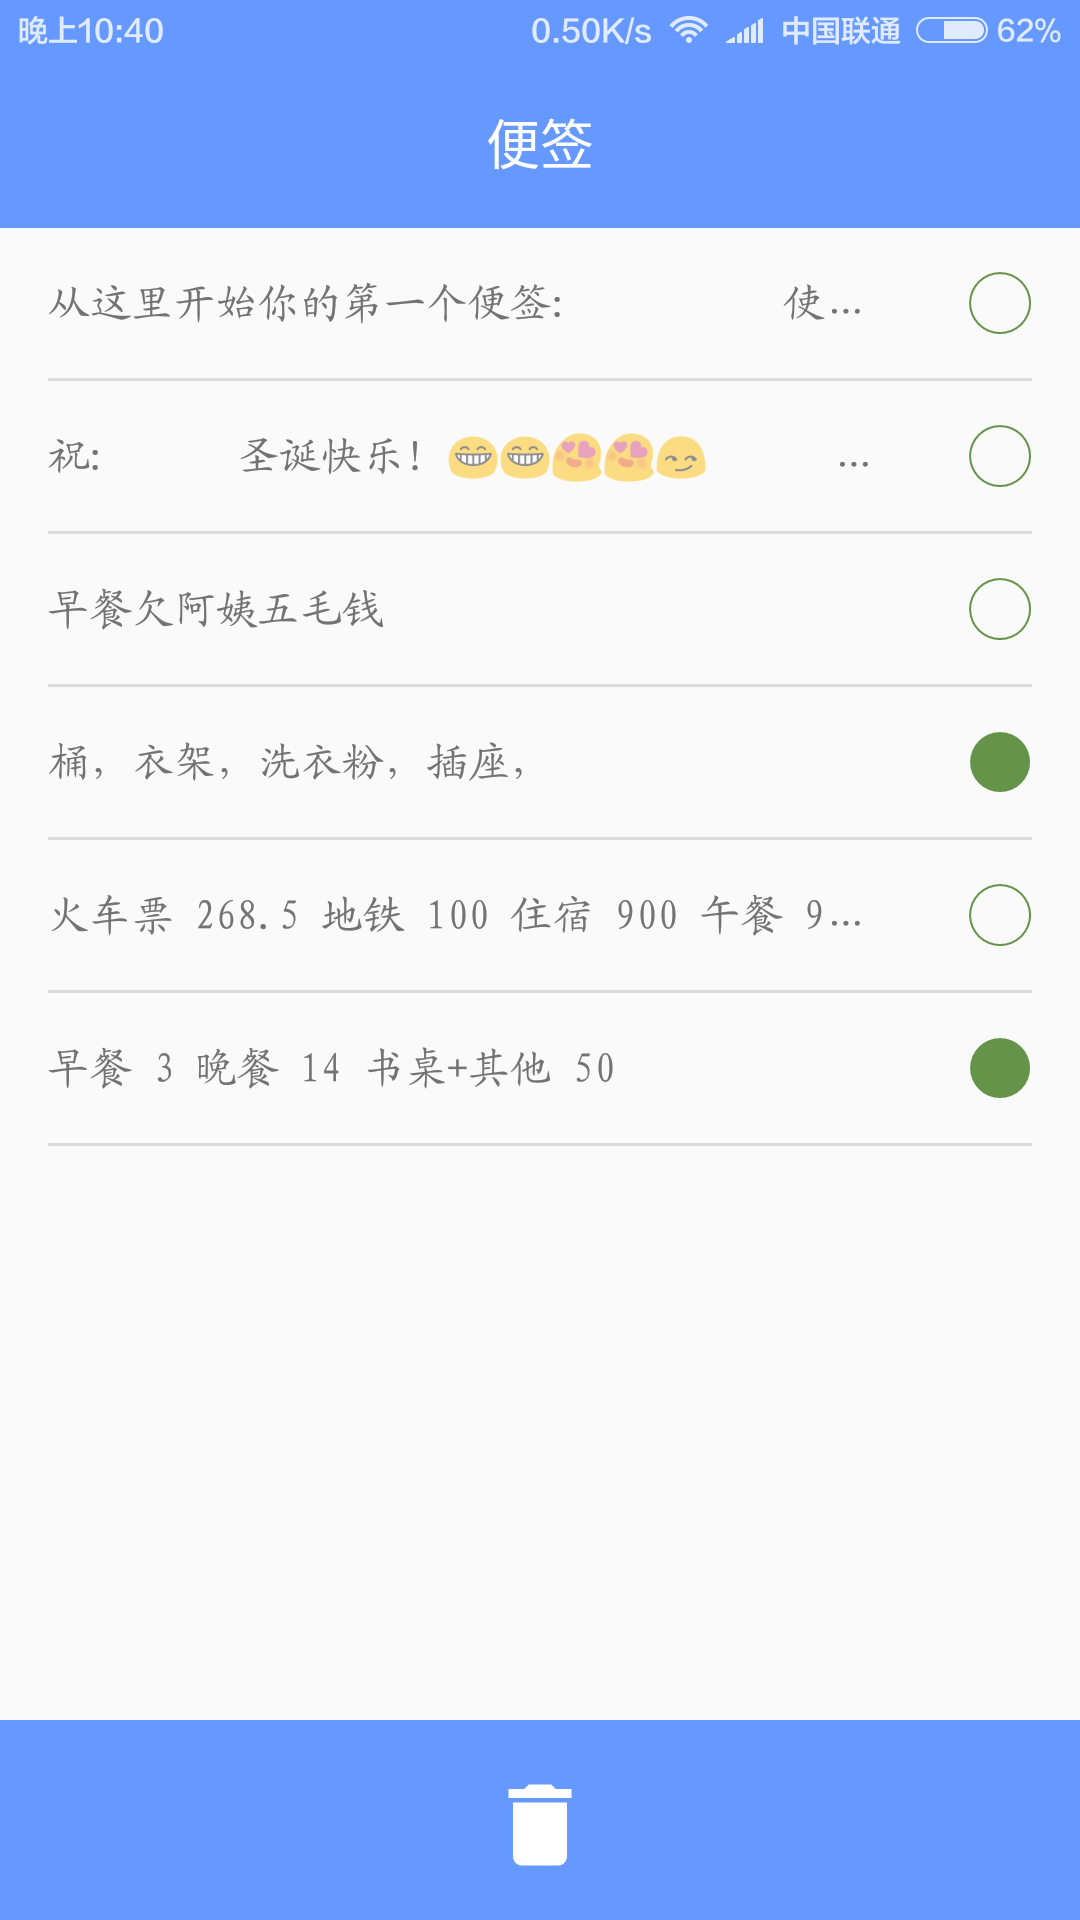 晚上10:40 0.50K/s 中国联通 62%
便签
从这里开始你的第一个便签: 使...
祝: 圣诞快乐! 😁😁😍😍😏 ...
早餐欠阿姨五毛钱
桶, 衣架, 洗衣粉, 插座,
火车票 268.5 地铁 100 住宿 900 午餐 9...
早餐 3 晚餐 14 书桌+其他 50